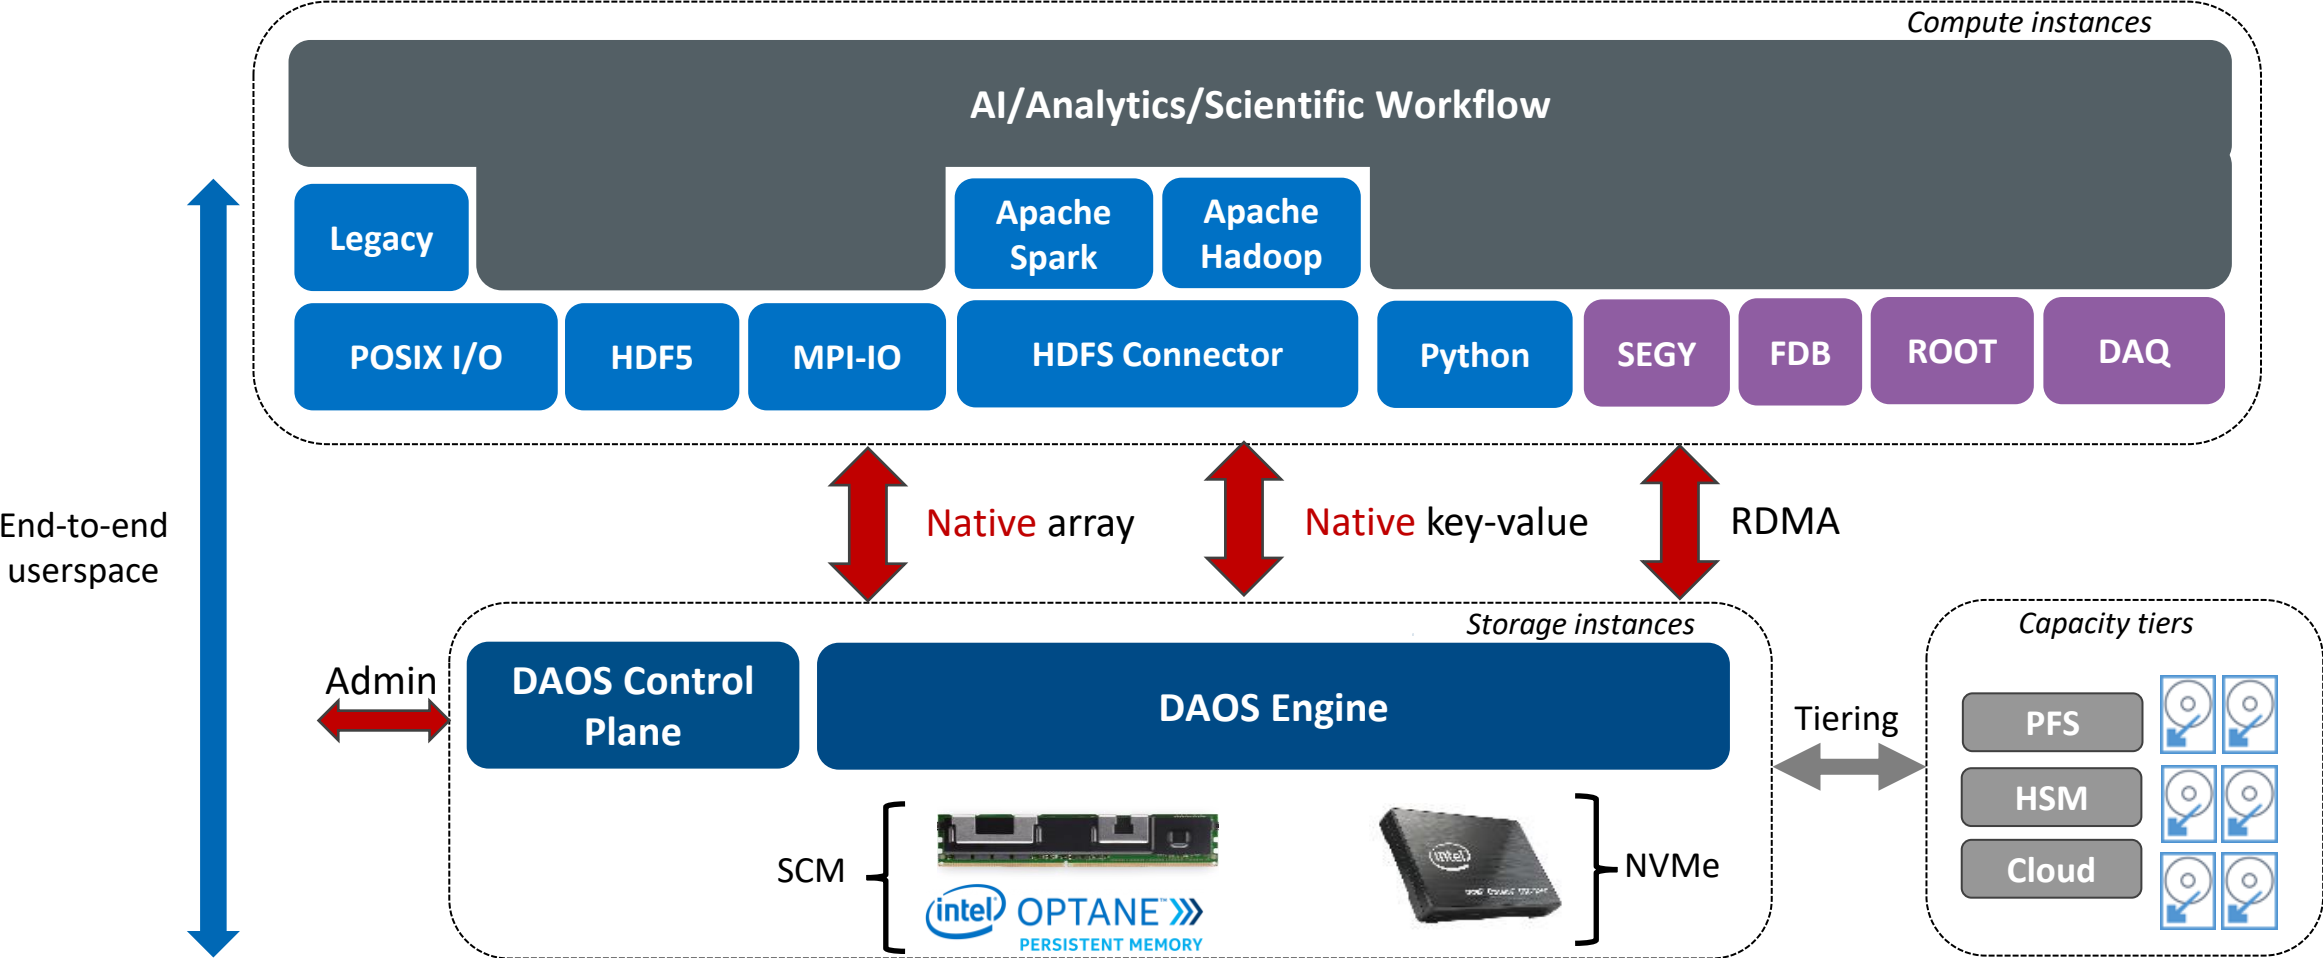 Compute instances
AI/Analytics/Scientific Workflow
Legacy
Apache
Spark
Apache
Hadoop
POSIX I/O
HDF5
MPI-IO
HDFS Connector
Python
SEGY
FDB
ROOT
DAQ
End-to-end
userspace
Native array
Native key-value
RDMA
Storage instances
Capacity tiers
Admin
DAOS Control
Plane
DAOS Engine
Tiering
PFS
HSM
Cloud
SCM
intel OPTANE™
PERSISTENT MEMORY
intel
NVMe